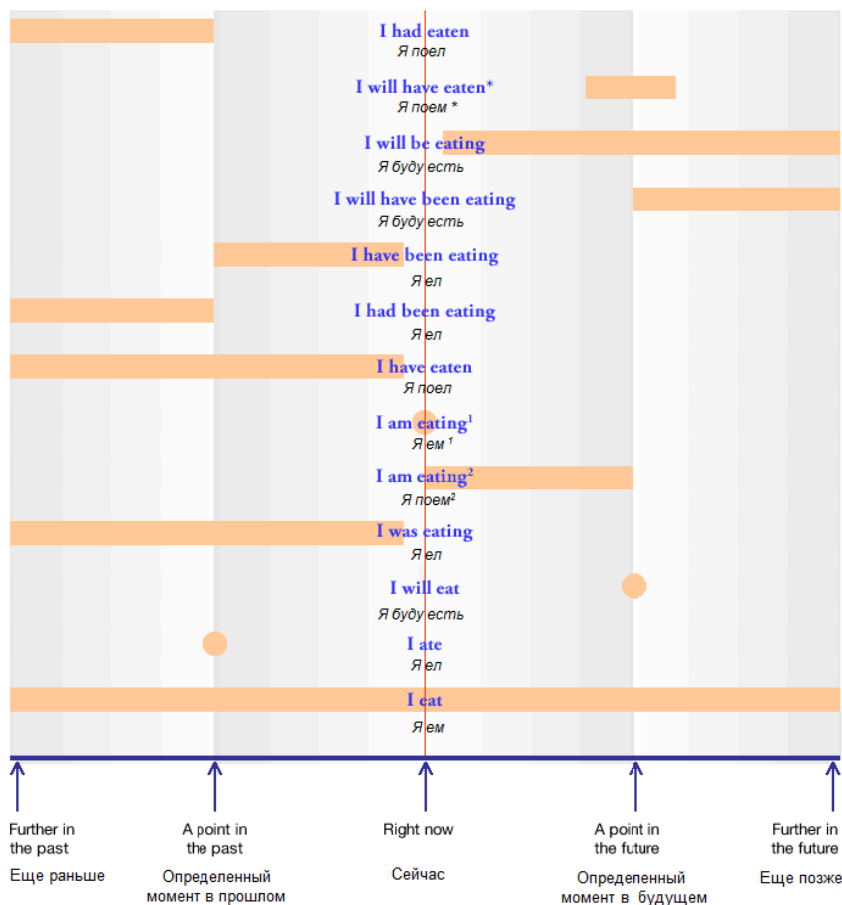 I had eaten
Я поел
I will have eaten*
Я поем *
I will be eating
Я буду есть
I will have been eating
Я буду есть
I have been eating
Я ел
I had been eating
Я ел
I have eaten
Я поел
I am eating¹
Я ем ¹
I am eating²
Я поем²
I was eating
Я ел
I will eat
Я буду есть
I ate
Я ел
I eat
Я ем
Further in
the past
Еще раньше
A point in
the past
Определенный
момент в прошлом
Right now
Сейчас
A point in
the future
Определенный
момент в будущем
Further in
the future
Еще позже